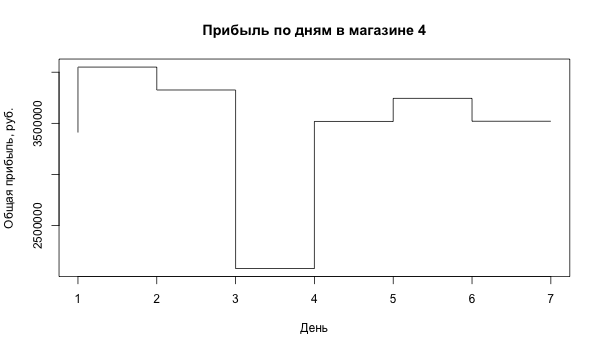 Прибыль по дням в магазине 4
Общая прибыль, руб.
3500000
2500000
1 2 3 4 5 6 7
День